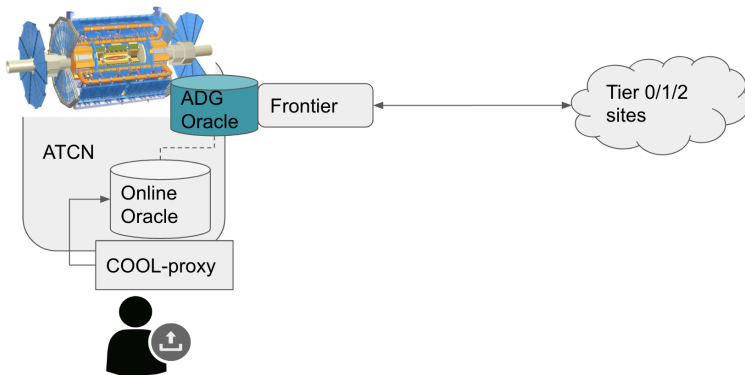 ADG
Oracle
Frontier
Tier 0/1/2
sites
ATCN
Online
Oracle
COOL-proxy